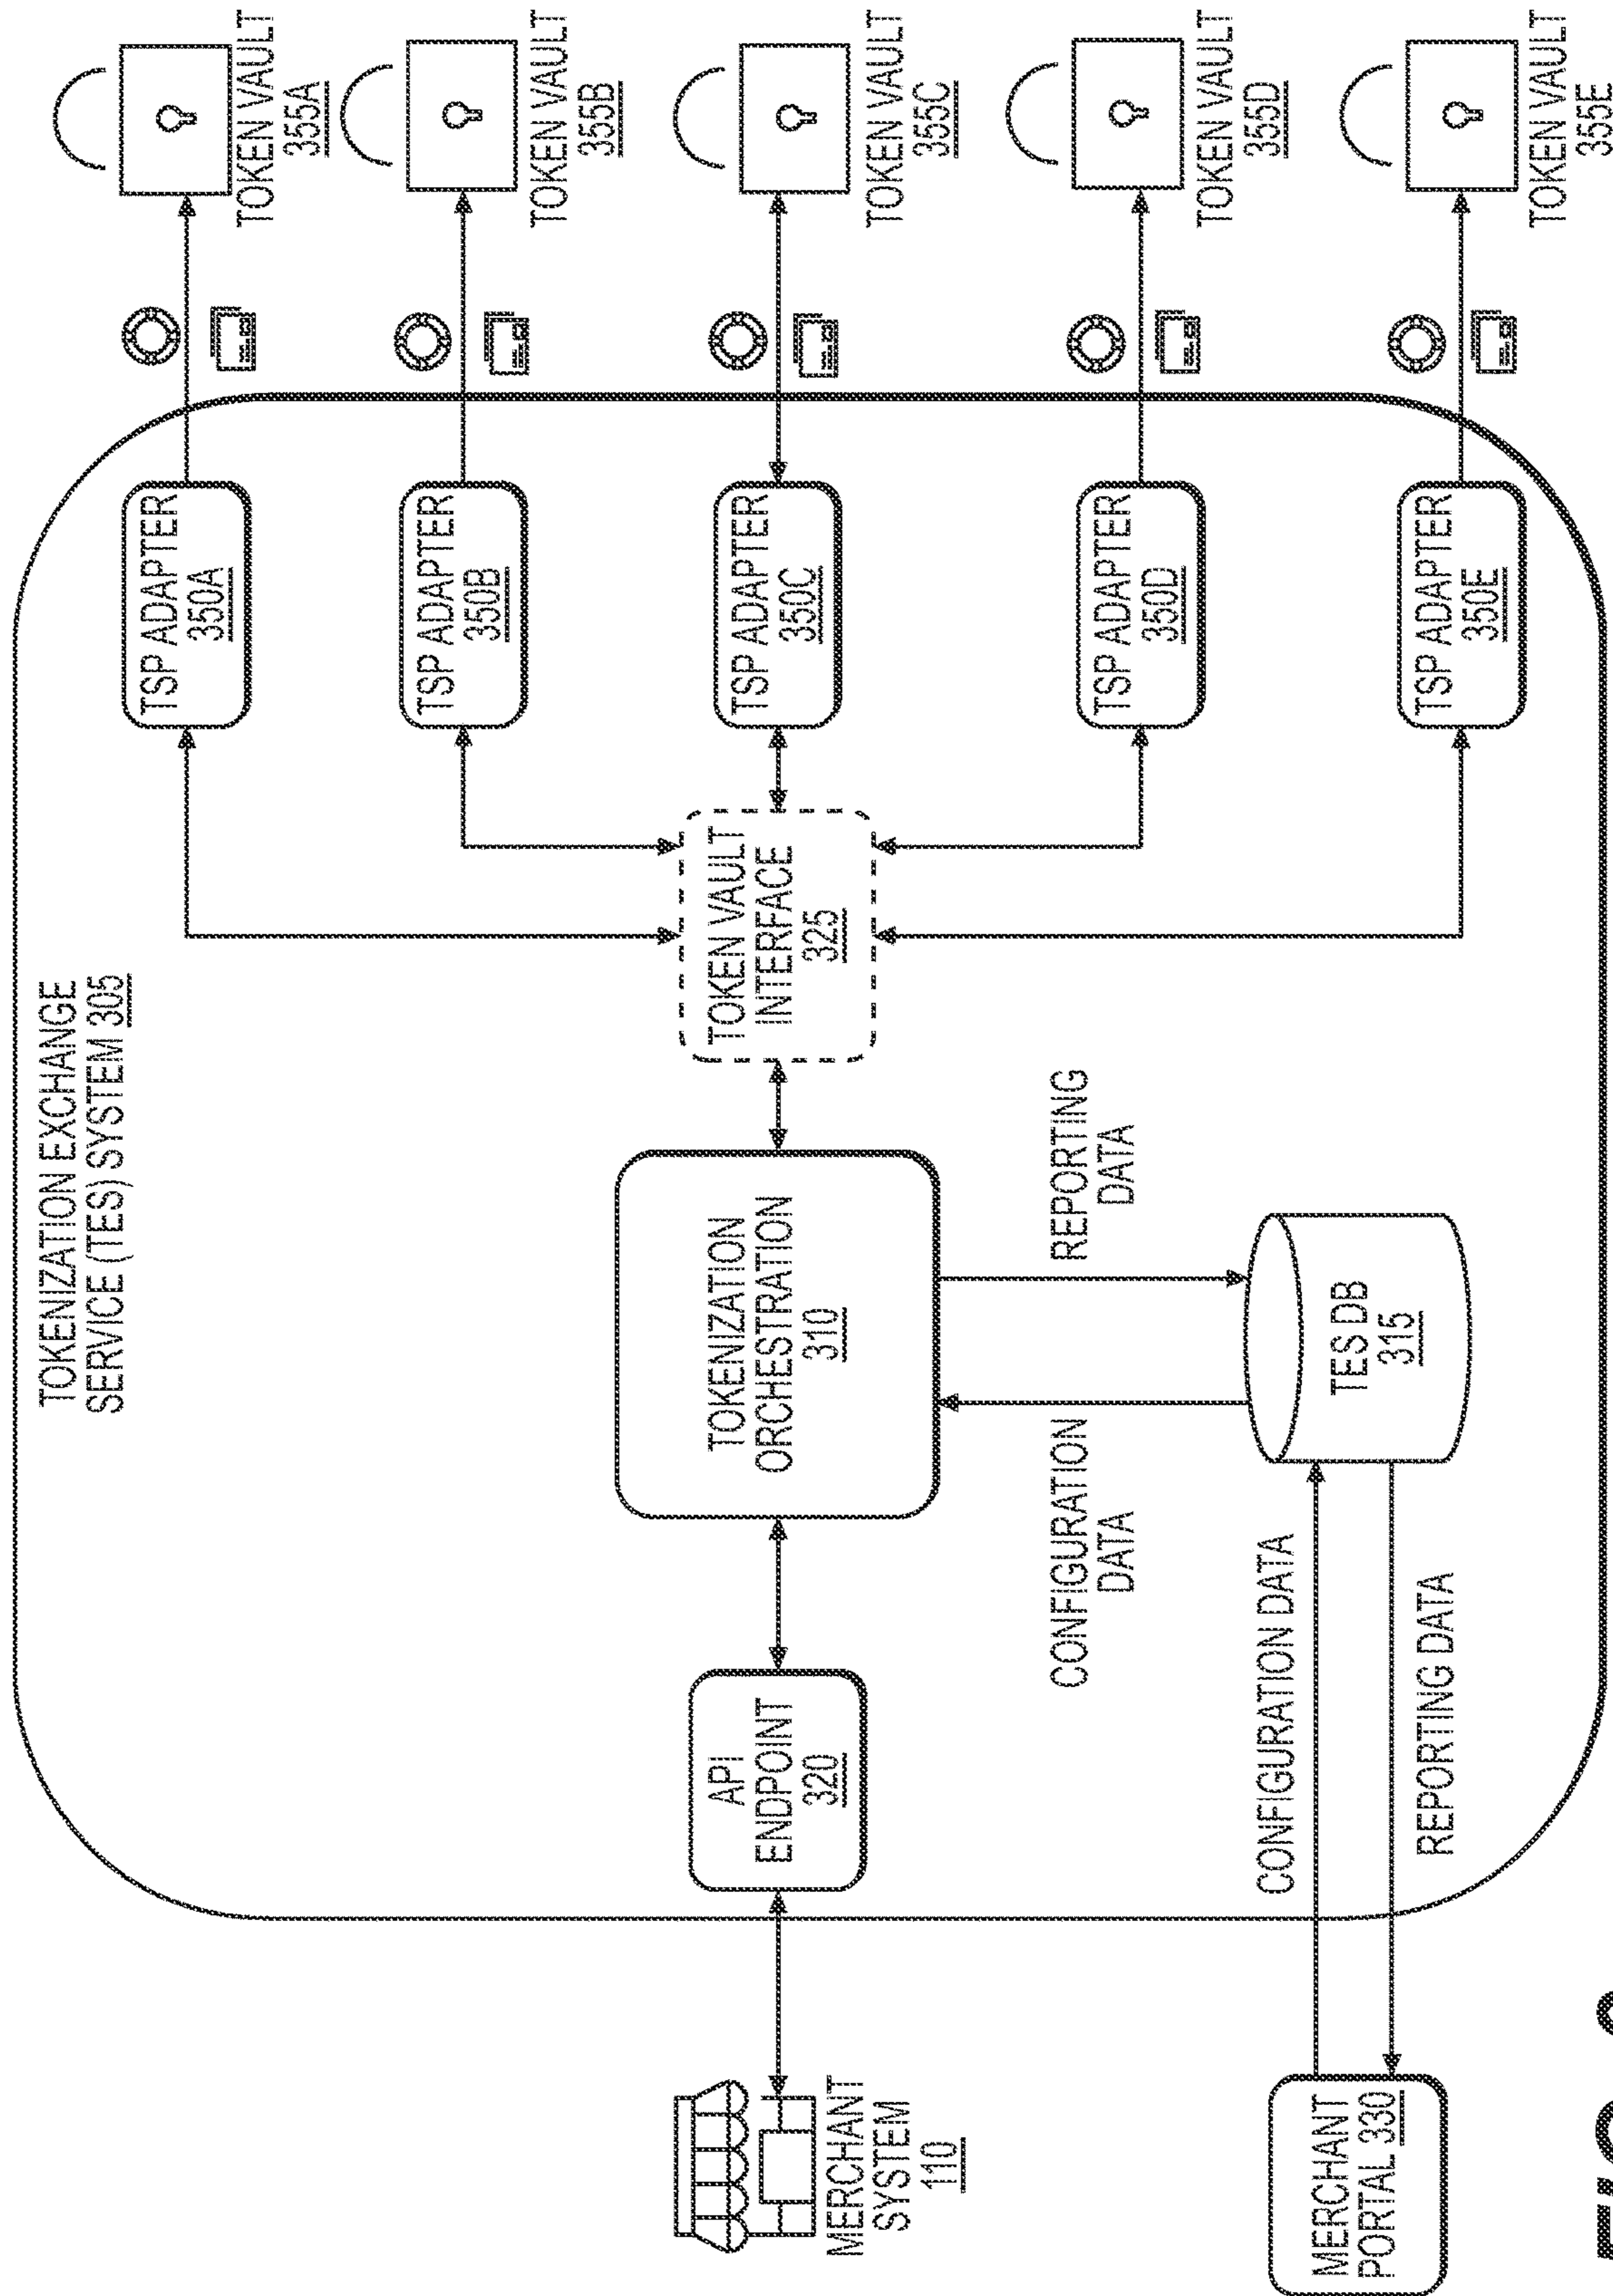 TOKENIZATION EXCHANGE
SERVICE (TES) SYSTEM 305
MERCHANT
SYSTEM
110
API
ENDPOINT
320
TOKENIZATION
ORCHESTRATION
310
TOKEN VAULT
INTERFACE
325
TSP ADAPTER
350A
TSP ADAPTER
350B
TSP ADAPTER
350C
TSP ADAPTER
350D
TSP ADAPTER
350E
TOKEN VAULT
355A
TOKEN VAULT
355B
TOKEN VAULT
355C
TOKEN VAULT
355D
TOKEN VAULT
355E
CONFIGURATION
DATA
REPORTING
DATA
TES DB
315
CONFIGURATION DATA
REPORTING DATA
MERCHANT
PORTAL 330